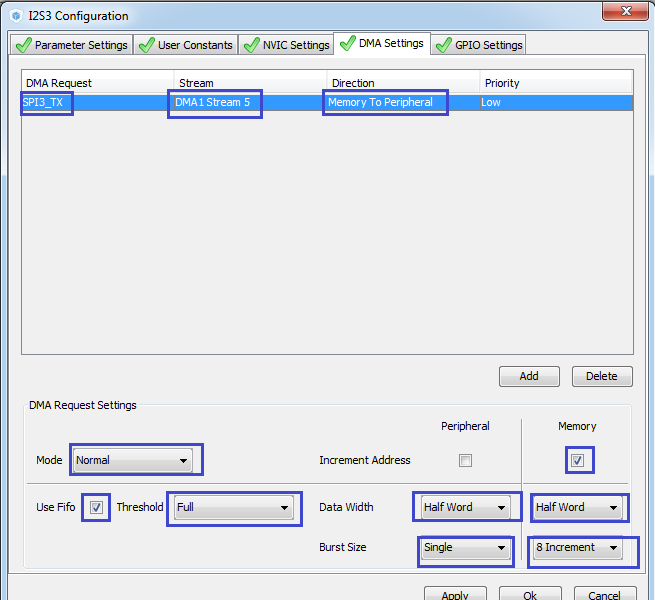 I2S3 Configuration
Parameter Settings User Constants NVIC Settings DMA Settings GPIO Settings
DMA Request Stream Direction Priority
SPI3_TX DMA1 Stream 5 Memory To Peripheral Low
Add Delete
DMA Request Settings
Peripheral Memory
Mode Normal Increment Address
Use Fifo Threshold Full Data Width Half Word Half Word
Burst Size Single 8 Increment
Apply Ok Cancel